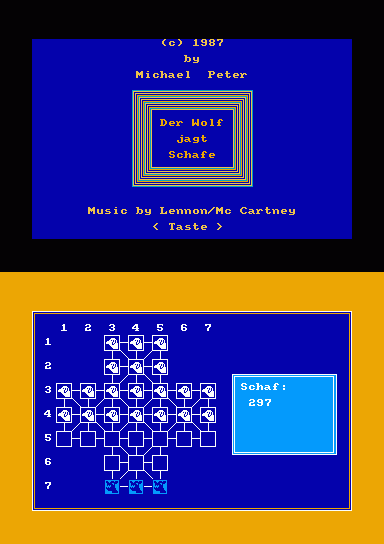 (c) 1987
by
Michael Peter
Der Wolf
jagt
Schafe
Music by Lennon/Mc Cartney
< Taste >
1 2 3 4 5 6 7
1
2
3
4
5
6
7
Schaf:
297